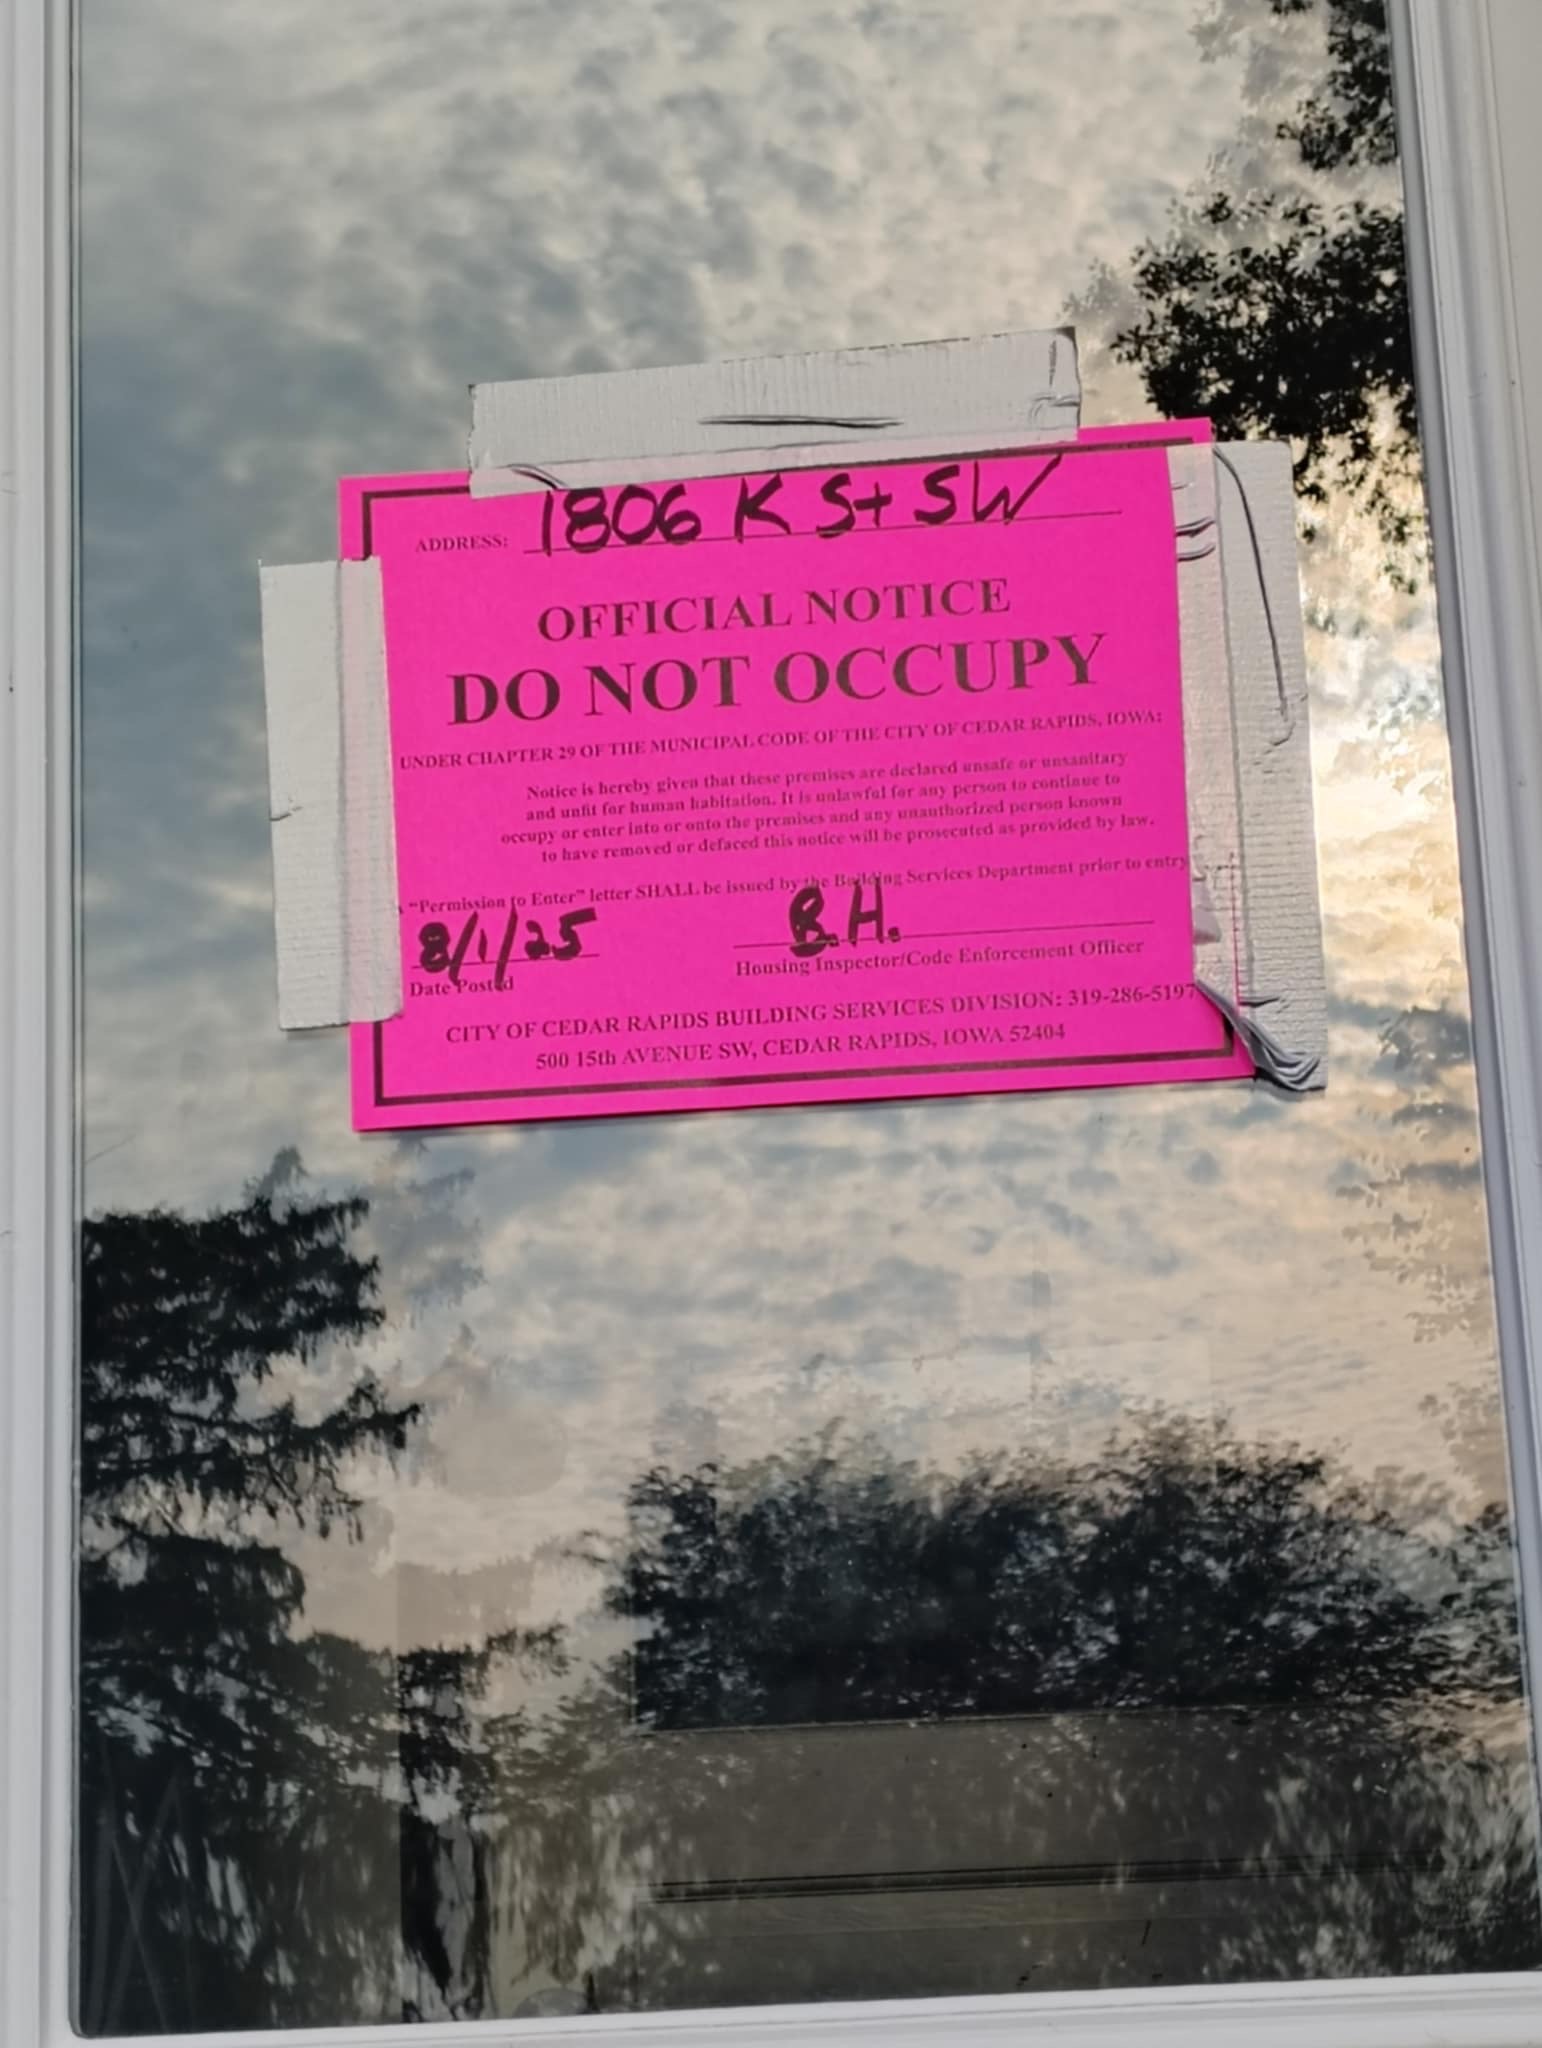 ADDRESS: 1806 K St SW
OFFICIAL NOTICE
DO NOT OCCUPY
UNDER CHAPTER 29 OF THE MUNICIPAL CODE OF THE CITY OF CEDAR RAPIDS, IOWA:
Notice is hereby given that these premises are declared unsafe or unsanitary
and unfit for human habitation. It is unlawful for any person to continue to
occupy or enter into or onto the premises and any unauthorized person known
to have removed or defaced this notice will be prosecuted as provided by law.
"Permission to Enter" letter SHALL be issued by the Building Services Department prior to entry
8/1/25 B.H.
Date Posted Housing Inspector/Code Enforcement Officer
CITY OF CEDAR RAPIDS BUILDING SERVICES DIVISION: 319-286-5197
500 15th AVENUE SW, CEDAR RAPIDS, IOWA 52404